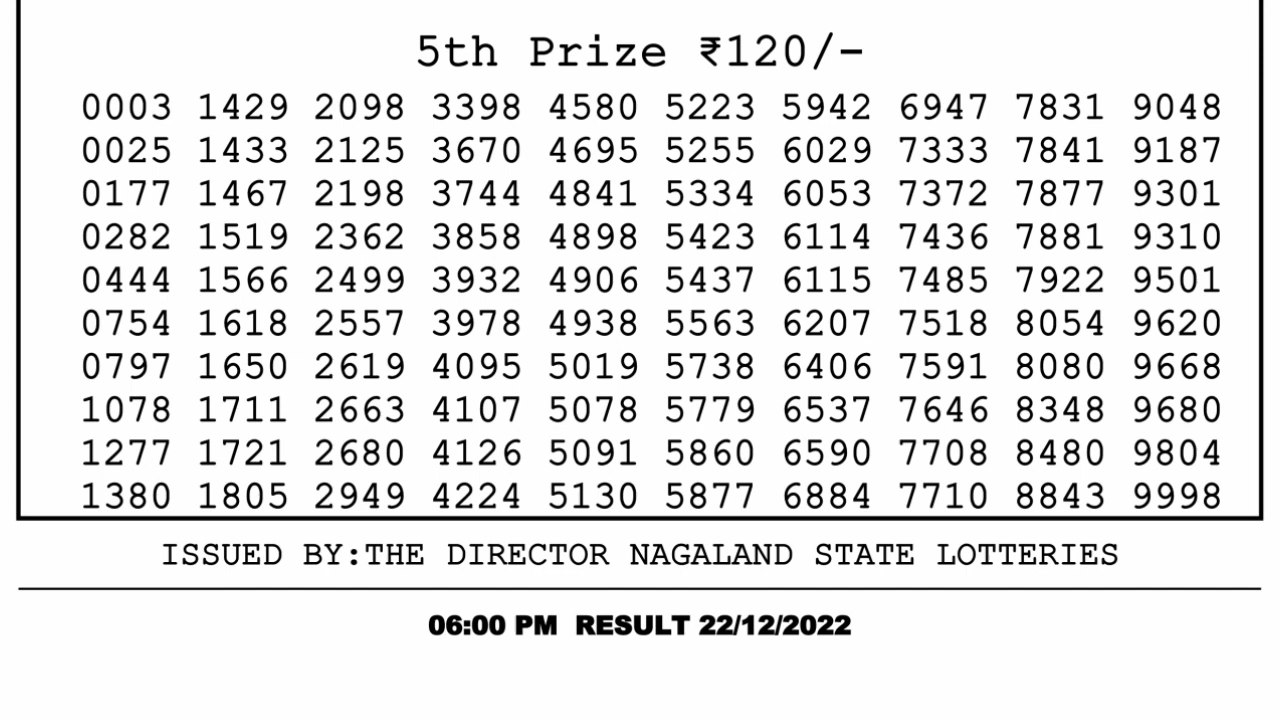 5th Prize ₹120/-
0003 1429 2098 3398 4580 5223 5942 6947 7831 9048
0025 1433 2125 3670 4695 5255 6029 7333 7841 9187
0177 1467 2198 3744 4841 5334 6053 7372 7877 9301
0282 1519 2362 3858 4898 5423 6114 7436 7881 9310
0444 1566 2499 3932 4906 5437 6115 7485 7922 9501
0754 1618 2557 3978 4938 5563 6207 7518 8054 9620
0797 1650 2619 4095 5019 5738 6406 7591 8080 9668
1078 1711 2663 4107 5078 5779 6537 7646 8348 9680
1277 1721 2680 4126 5091 5860 6590 7708 8480 9804
1380 1805 2949 4224 5130 5877 6884 7710 8843 9998
ISSUED BY:THE DIRECTOR NAGALAND STATE LOTTERIES
06:00 PM RESULT 22/12/2022